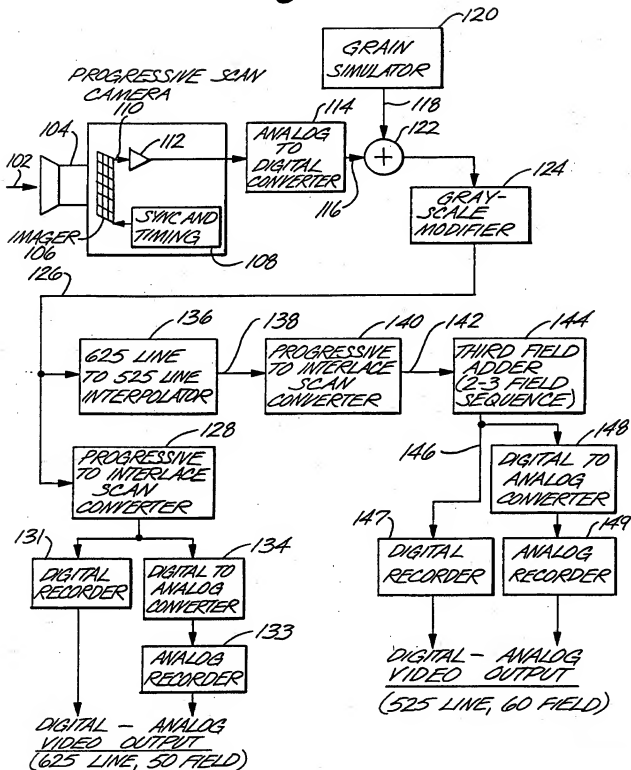 120
GRAIN
SIMULATOR
PROGRESSIVE SCAN
CAMERA
110
104
112
114
118
122
102
ANALOG
TO
DIGITAL
CONVERTER
+
116
124
GRAY-
SCALE
MODIFIER
IMAGER
106
SYNC AND
TIMING
108
126
136
138
140
142
144
625 LINE
TO 525 LINE
INTERPOLATOR
PROGRESSIVE
TO INTERLACE
SCAN
CONVERTER
THIRD FIELD
ADDER
(2-3 FIELD
SEQUENCE)
128
PROGRESSIVE
TO INTERLACE
SCAN
CONVERTER
146
148
DIGITAL TO
ANALOG
CONVERTER
131
134
147
149
DIGITAL
RECORDER
DIGITAL TO
ANALOG
CONVERTER
DIGITAL
RECORDER
ANALOG
RECORDER
133
ANALOG
RECORDER
DIGITAL - ANALOG
VIDEO OUTPUT
(525 LINE, 60 FIELD)
DIGITAL - ANALOG
VIDEO OUTPUT
(625 LINE, 50 FIELD)